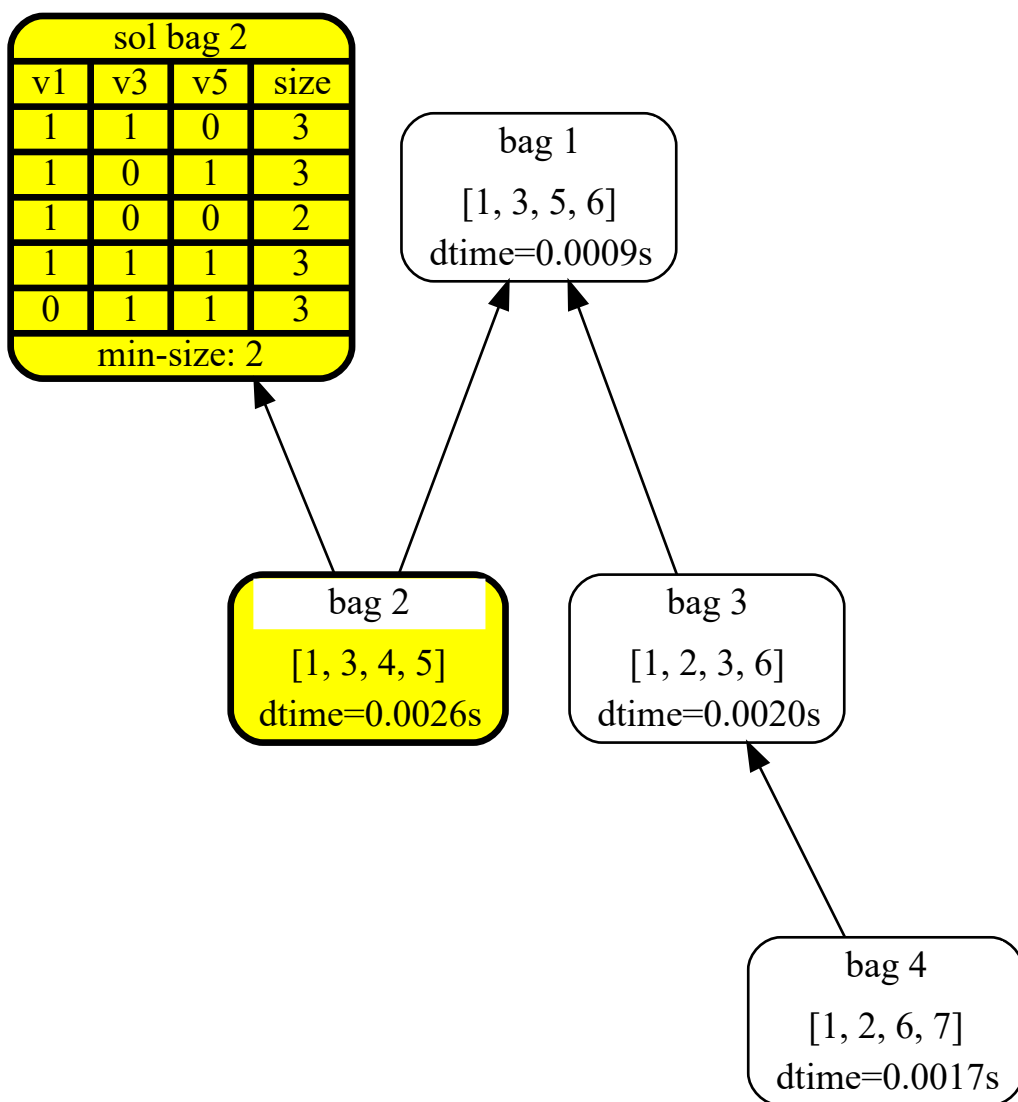 sol bag 2
v1 v3 v5 size
1 1 0 3
1 0 1 3
1 0 0 2
1 1 1 3
0 1 1 3
min-size: 2
bag 1
[1, 3, 5, 6]
dtime=0.0009s
bag 2
[1, 3, 4, 5]
dtime=0.0026s
bag 3
[1, 2, 3, 6]
dtime=0.0020s
bag 4
[1, 2, 6, 7]
dtime=0.0017s